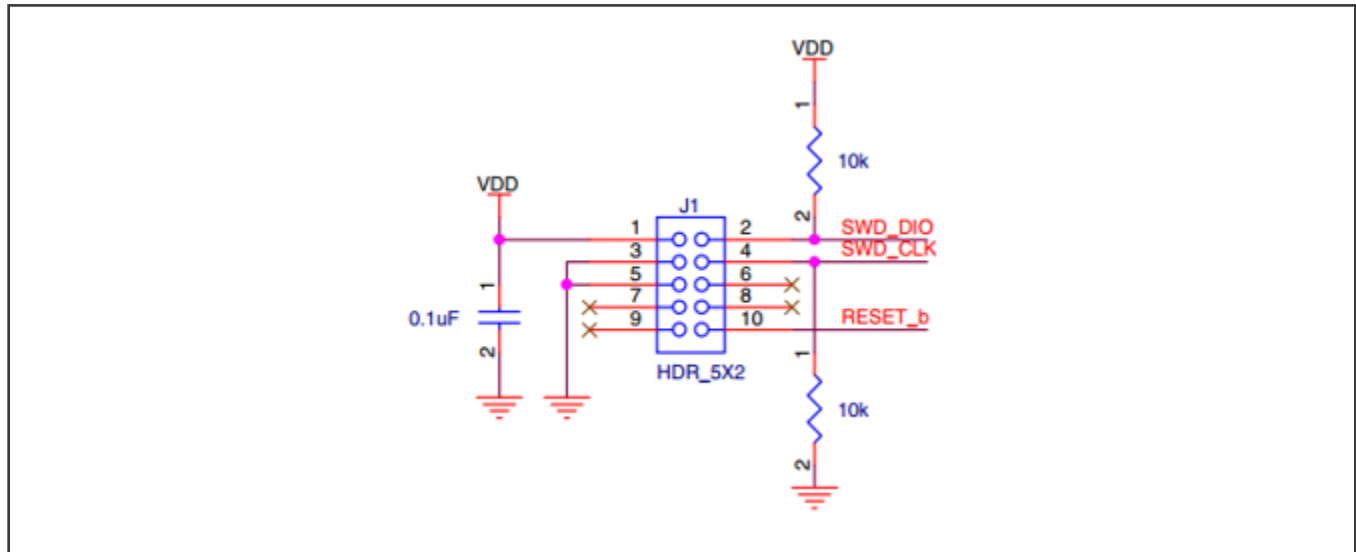 VDD
1
10k
VDD
J1
2
1 2 SWD_DIO
3 4 SWD_CLK
5 6
1
7 8
0.1uF
9 10 RESET_b
1
2
HDR_5X2
10k
2